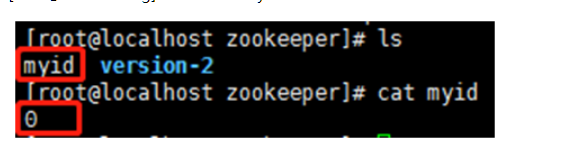 [root@localhost zookeeper]# ls
myid version-2
[root@localhost zookeeper]# cat myid
0